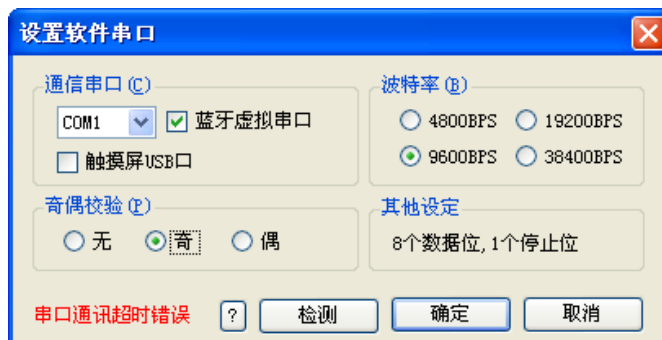 设置软件串口
通信串口(C)
COM1 蓝牙虚拟串口
触摸屏USB口
波特率(B)
4800BPS 19200BPS
9600BPS 38400BPS
奇偶校验(P)
无 奇 偶
其他设定
8个数据位,1个停止位
串口通讯超时错误 ? 检测 确定 取消